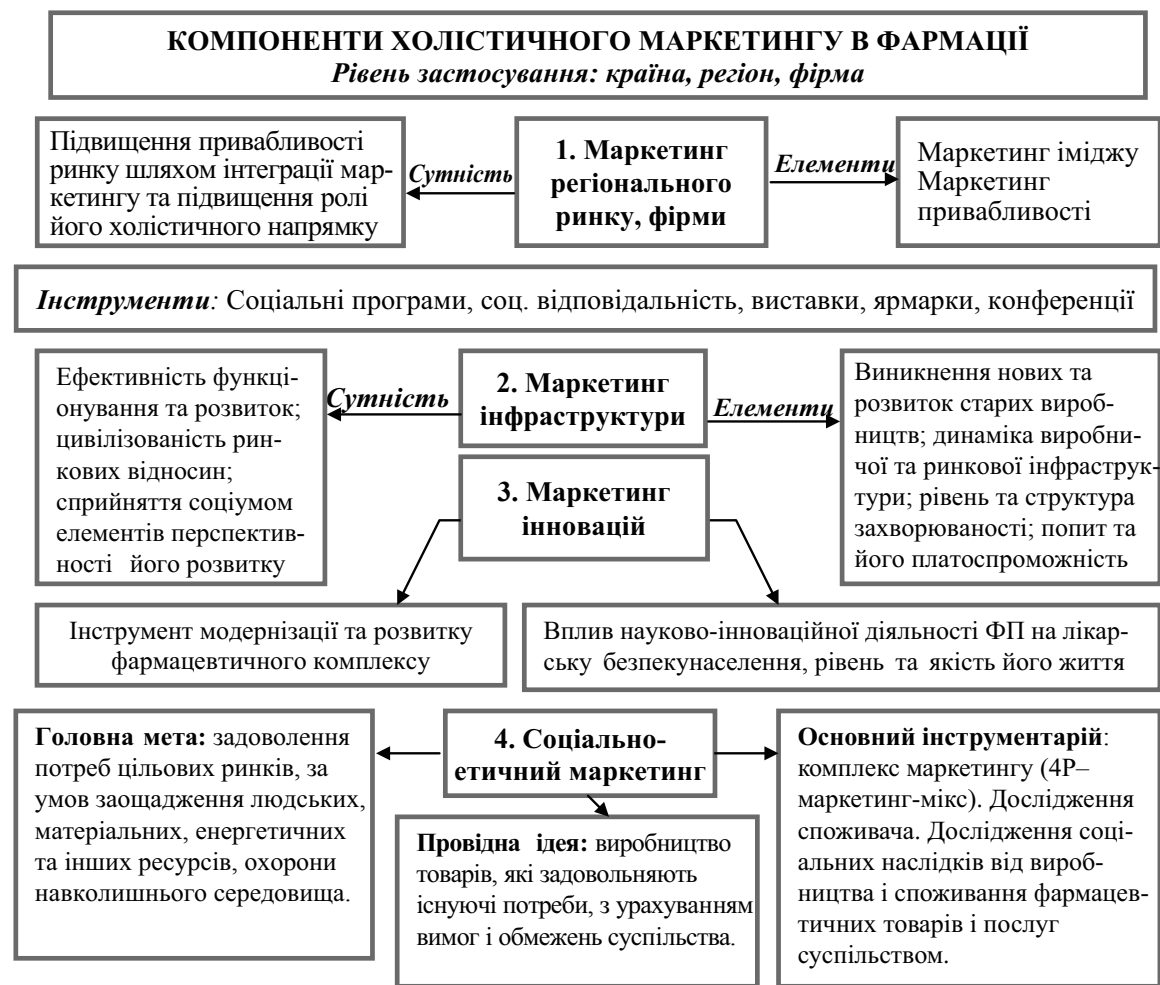 КОМПОНЕНТИ ХОЛІСТИЧНОГО МАРКЕТИНГУ В ФАРМАЦІЇ
Рівень застосування: країна, регіон, фірма
Підвищення привабливості
ринку шляхом інтеграції мар-
кетингу та підвищення ролі
його холістичного напрямку
Сутність
1. Маркетинг
регіонального
ринку, фірми
Елементи
Маркетинг іміджу
Маркетинг
привабливості
Інструменти: Соціальні програми, соц. відповідальність, виставки, ярмарки, конференції
Ефективність функці-
онування та розвиток;
цивілізованість рин-
кових відносин;
сприйняття соціумом
елементів перспектив-
ності його розвитку
Сутність
2. Маркетинг
інфраструктури
Елементи
Виникнення нових та
розвиток старих вироб-
ництв; динаміка виробни-
чої та ринкової інфраструк-
тури; рівень та структура
захворюваності; попит та
його платоспроможність
3. Маркетинг
інновацій
Інструмент модернізації та розвитку
фармацевтичного комплексу
Вплив науково-інноваційної діяльності ФП на лікар-
ську безпекунаселення, рівень та якість його життя
Головна мета: задоволення
потреб цільових ринків, за
умов заощадження людських,
матеріальних, енергетичних
та інших ресурсів, охорони
навколишнього середовища.
4. Соціально-
етичний маркетинг
Провідна ідея: виробництво
товарів, які задовольняють
існуючі потреби, з урахуванням
вимог і обмежень суспільства.
Основний інструментарій:
комплекс маркетингу (4Р–
маркетинг-мікс). Дослідження
споживача. Дослідження соці-
альних наслідків від вироб-
ництва і споживання фармацев-
тичних товарів і послуг
суспільством.